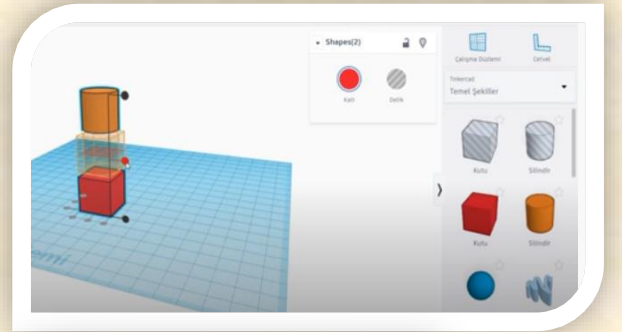 Shapes(2)
Katı
Delik
Çalışma Düzlemi
Cetvel
Tinkercad
Temel Şekiller
Kutu
Silindir
Kutu
Silindir